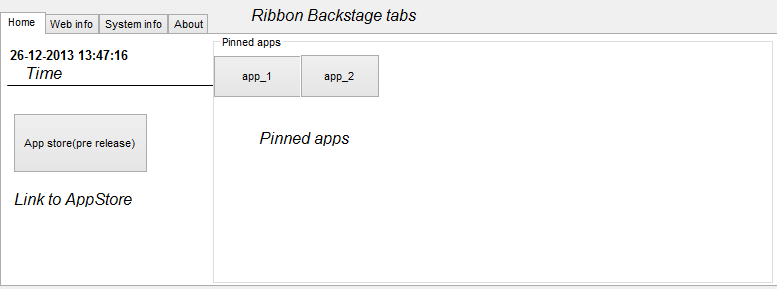 Ribbon Backstage tabs
Home Web info System info About
Pinned apps
26-12-2013 13:47:16
Time
app_1 app_2
App store(pre release)
Pinned apps
Link to AppStore